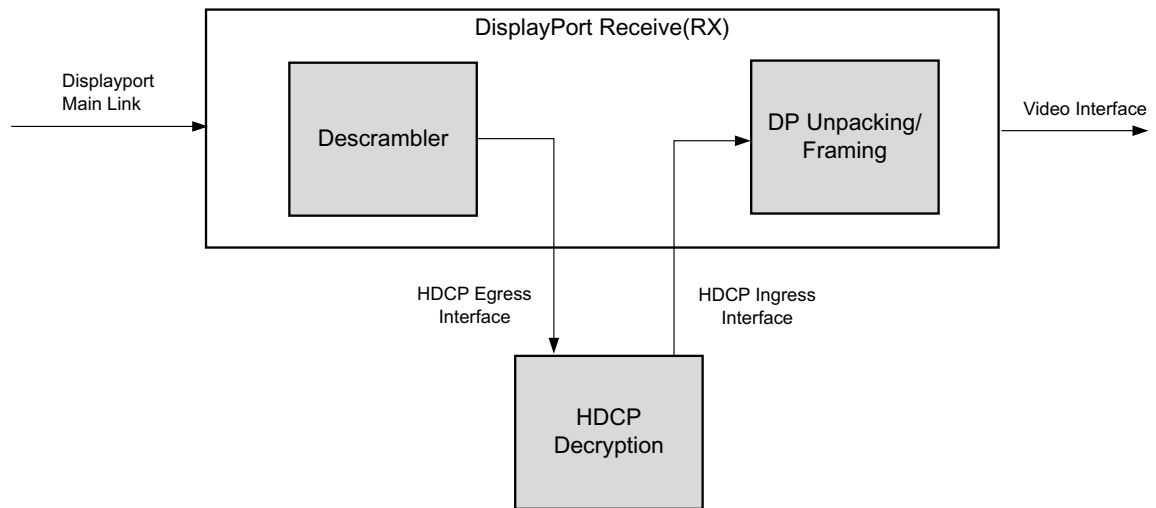 DisplayPort Receive(RX)
Displayport
Main Link
Descrambler
DP Unpacking/
Framing
Video Interface
HDCP Egress
Interface
HDCP Ingress
Interface
HDCP
Decryption